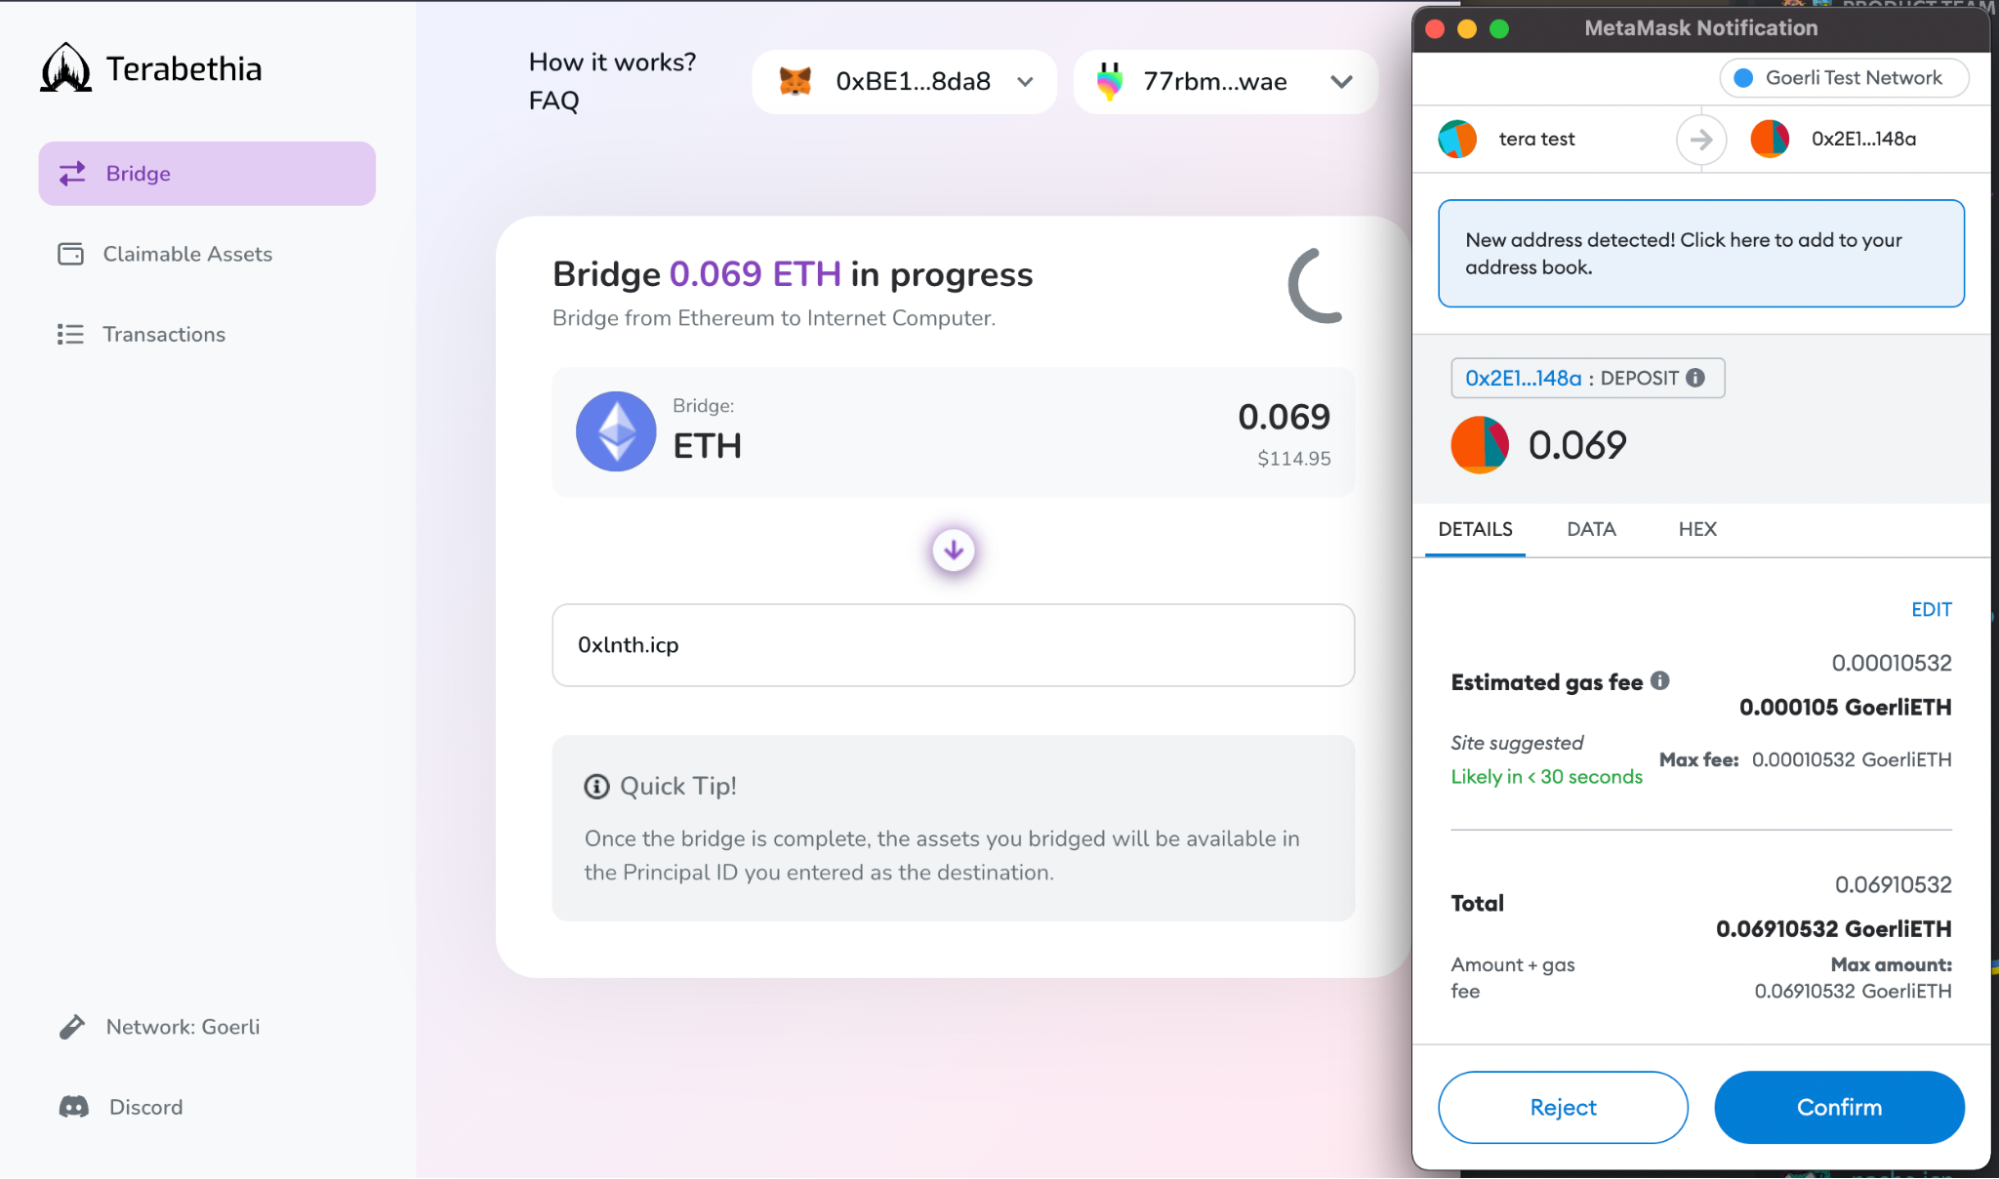 Terabethia
Bridge
Claimable Assets
Transactions
Network: Goerli
Discord
How it works?
FAQ
0xBE1...8da8
77rbm...wae
Bridge 0.069 ETH in progress
Bridge from Ethereum to Internet Computer.
Bridge:
ETH
0.069
$114.95
0xlnth.icp
Quick Tip!
Once the bridge is complete, the assets you bridged will be available in
the Principal ID you entered as the destination.
PRODUCT TEAM
MetaMask Notification
Goerli Test Network
tera test
0x2E1...148a
New address detected! Click here to add to your
address book.
0x2E1...148a : DEPOSIT
0.069
DETAILS
DATA
HEX
EDIT
Estimated gas fee
0.00010532
0.000105 GoerliETH
Site suggested
Likely in < 30 seconds
Max fee: 0.00010532 GoerliETH
Total
0.06910532
0.06910532 GoerliETH
Amount + gas
fee
Max amount:
0.06910532 GoerliETH
Reject
Confirm